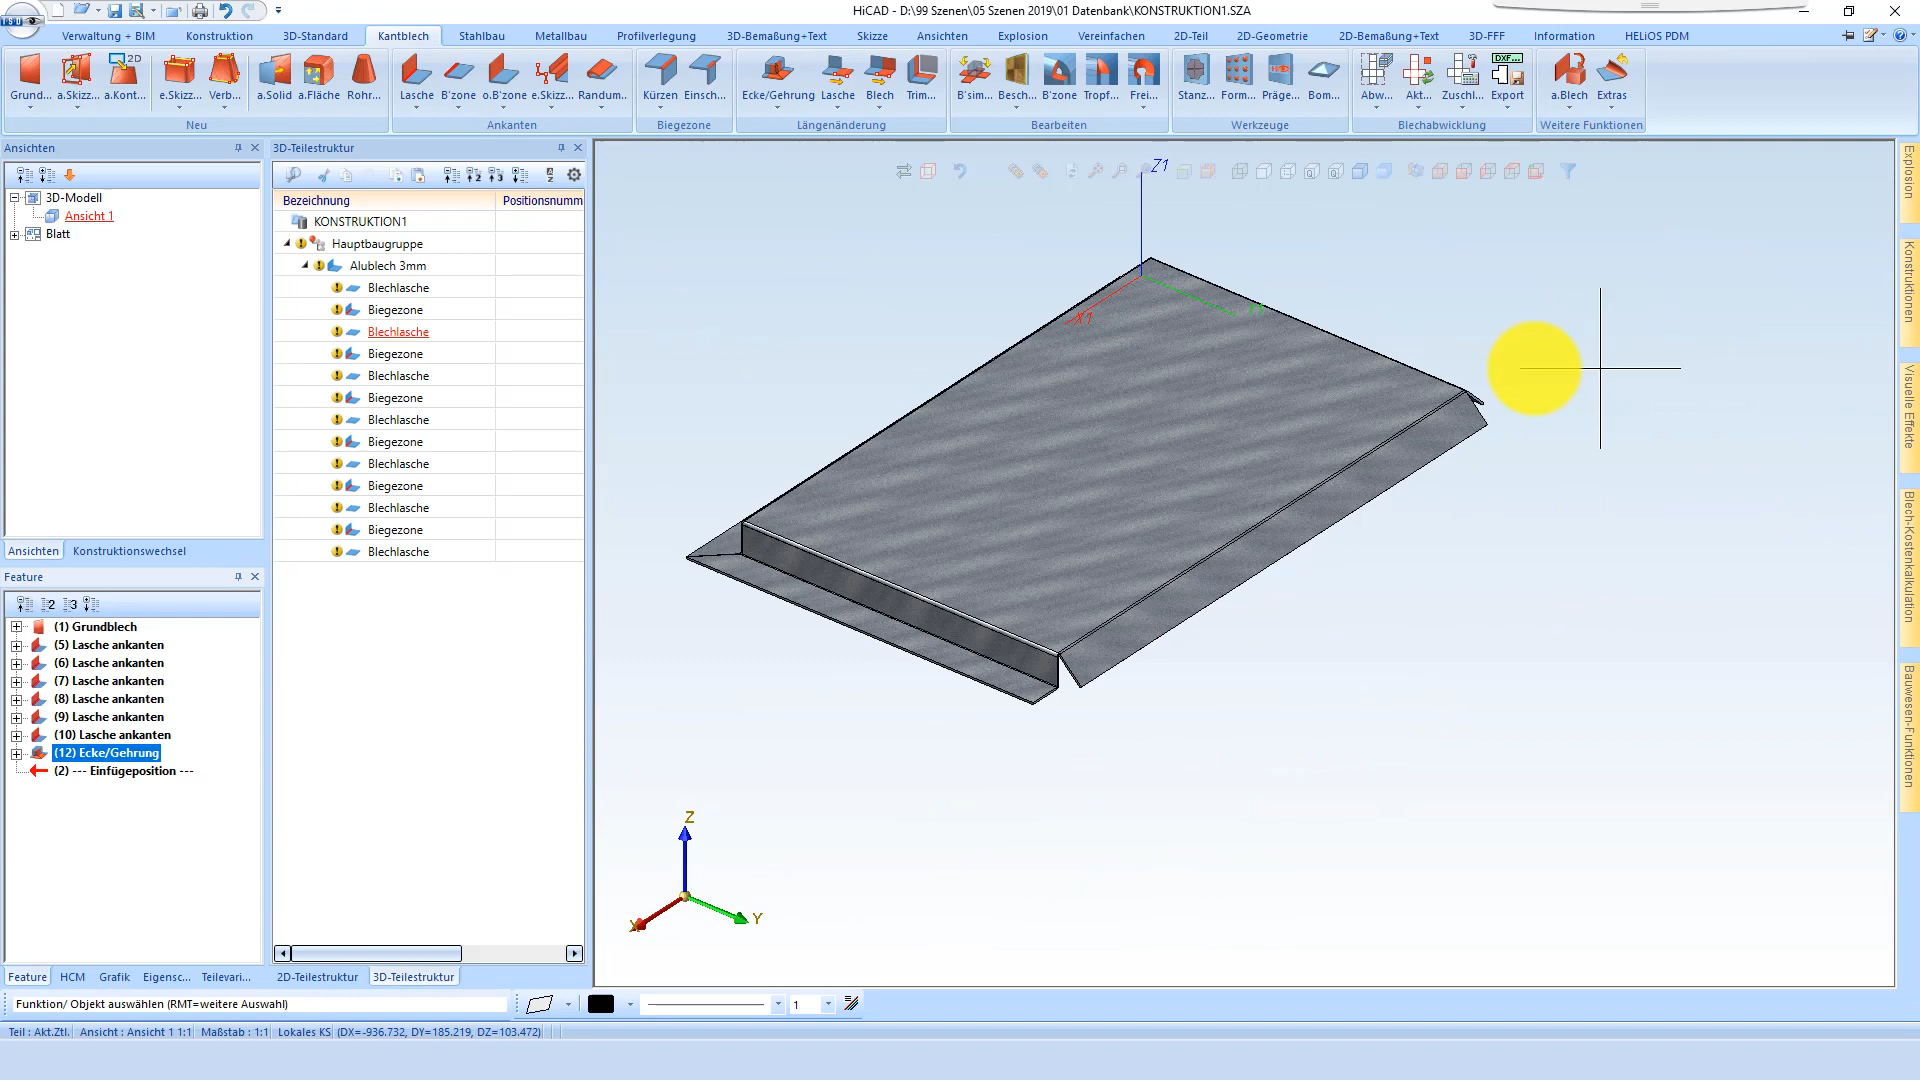 HiCAD - D:\99 Szenen\05 Szenen 2019\01 Datenbank\KONSTRUKTION1.SZA
ISD
Verwaltung + BIM Konstruktion 3D-Standard Kantblech Stahlbau Metallbau Profilverlegung 3D-Bemaßung+Text Skizze Ansichten Explosion Vereinfachen 2D-Teil 2D-Geometrie 2D-Bemaßung+Text 3D-FFF Information HELiOS PDM
2D DXF...
Grund... a.Skizz... a.Kont... e.Skizz... Verb... a.Solid a.Fläche Rohr... Lasche B'zone o.B'zone e.Skizz... Randum... Kürzen Einsch... Ecke/Gehrung Lasche Blech Trim... B'sim... Besch... B'zone Tropf... Frei... Stanz... Form... Präge... Bom... Abw... Akt... Zuschl... Export a.Blech Extras
Neu Ankanten Biegezone Längenänderung Bearbeiten Werkzeuge Blechabwicklung Weitere Funktionen
Ansichten
3D-Modell
Ansicht 1
Blatt
Ansichten Konstruktionswechsel
Feature
2 3
(1) Grundblech
(5) Lasche ankanten
(6) Lasche ankanten
(7) Lasche ankanten
(8) Lasche ankanten
(9) Lasche ankanten
(10) Lasche ankanten
(12) Ecke/Gehrung
(2) --- Einfügeposition ---
Feature HCM Grafik Eigensc... Teilevari...
3D-Teilestruktur
Bezeichnung Positionsnumm
KONSTRUKTION1
Hauptbaugruppe
Alublech 3mm
Blechlasche
Biegezone
Blechlasche
Biegezone
Blechlasche
Biegezone
Blechlasche
Biegezone
Blechlasche
Biegezone
Blechlasche
Biegezone
Blechlasche
2D-Teilestruktur 3D-Teilestruktur
Z1
X1
Z
X
Y
Explosion
Konstruktionen
Visuelle Effekte
Blech-Kostenkalkulation
Bauwesen-Funktionen
Funktion/ Objekt auswählen (RMT=weitere Auswahl)
1
Teil : Akt.Ztl. Ansicht : Ansicht 1 1:1 Maßstab : 1:1 Lokales KS (DX=-936.732, DY=185.219, DZ=103.472)